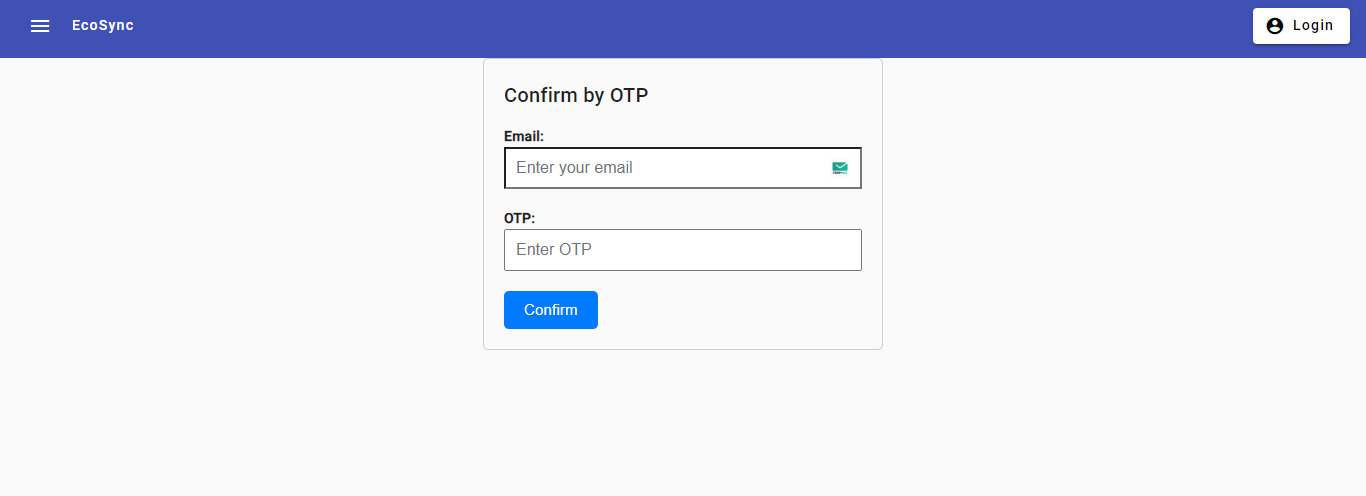 EcoSync
Login
Confirm by OTP
Email:
Enter your email
OTP:
Enter OTP
Confirm